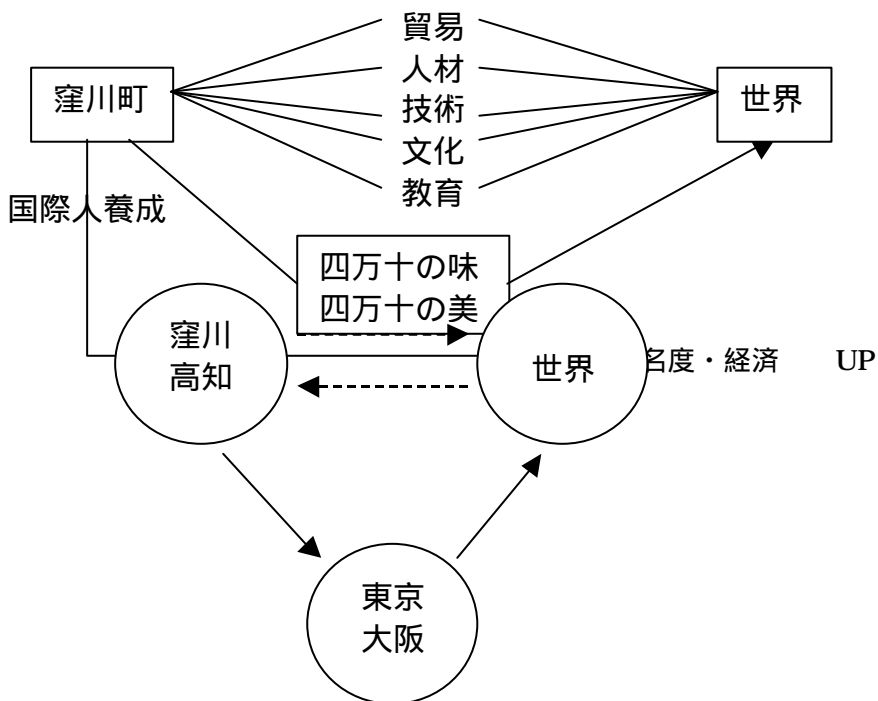 貿易
人材
技術
文化
教育
窪川町
世界
国際人養成
四万十の味
四万十の美
窪川
高知
世界
名度・経済 UP
東京
大阪